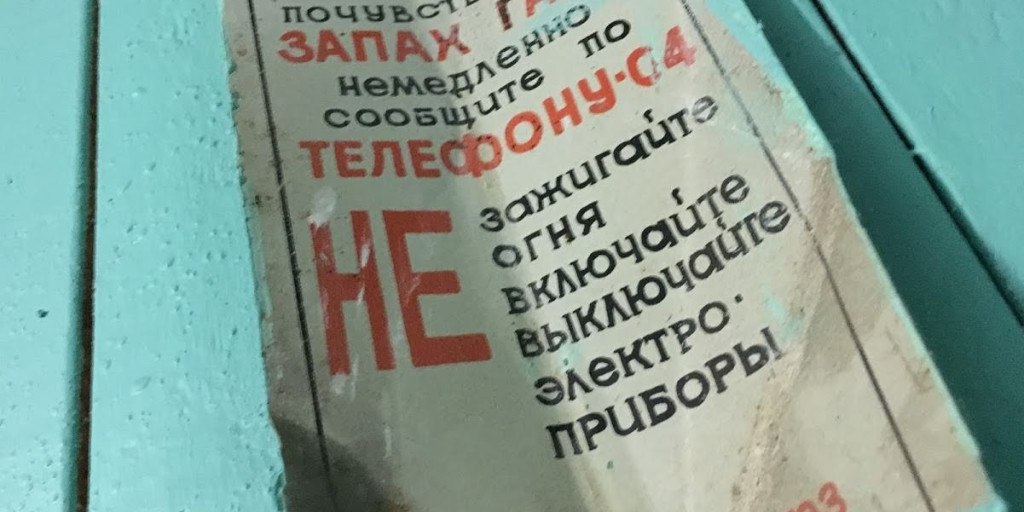 ЗАПАХ
немедленно
сообщите по
ТЕЛЕФОНУ·04
НЕ
зажигайте
огня
включайте
выключайте
электро·
приборы